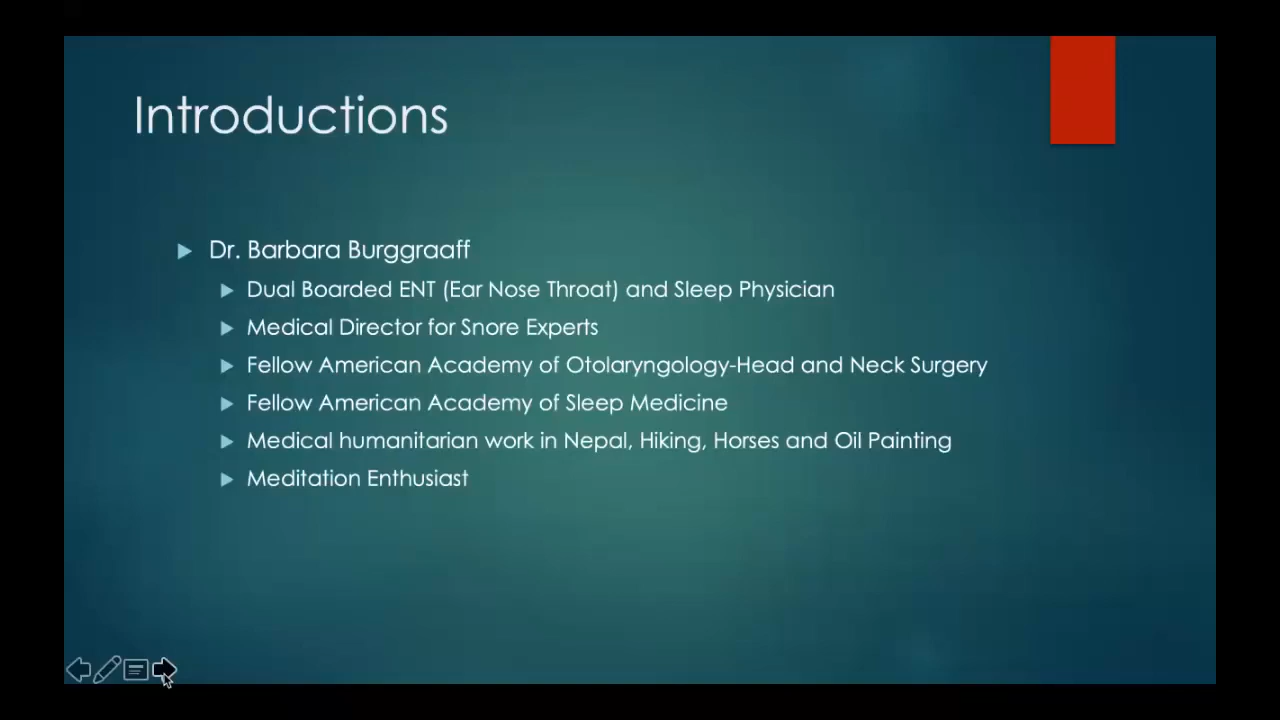 Introductions
Dr. Barbara Burggraaff
Dual Boarded ENT (Ear Nose Throat) and Sleep Physician
Medical Director for Snore Experts
Fellow American Academy of Otolaryngology-Head and Neck Surgery
Fellow American Academy of Sleep Medicine
Medical humanitarian work in Nepal, Hiking, Horses and Oil Painting
Meditation Enthusiast